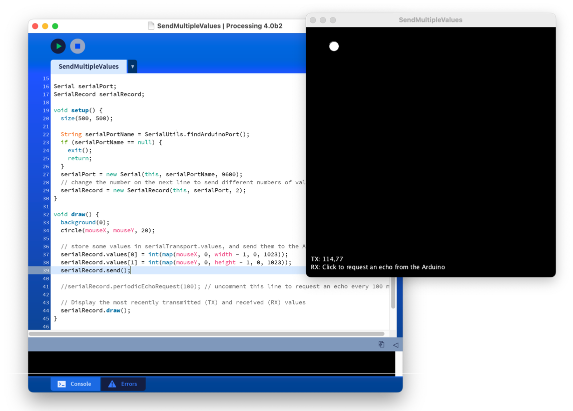 SendMultipleValues | Processing 4.0b2
SendMultipleValues
15
16 Serial serialPort;
17 SerialRecord serialRecord;
18
19 void setup() {
20 size(500, 500);
21
22 String serialPortName = SerialUtils.findArduinoPort();
23 if (serialPortName == null) {
24 exit();
25 return;
26 }
27 serialPort = new Serial(this, serialPortName, 9600);
28 // change the number on the next line to send different numbers of val
29 serialRecord = new SerialRecord(this, serialPort, 2);
30 }
31
32 void draw() {
33 background(0);
34 circle(mouseX, mouseY, 20);
35
36 // store some values in serialTransport.values, and send them to the A
37 serialRecord.values[0] = int(map(mouseX, 0, width - 1, 0, 1023));
38 serialRecord.values[1] = int(map(mouseY, 0, height - 1, 0, 1023));
39 serialRecord.send();
40
41 //serialRecord.periodicEchoRequest(100); // uncomment this line to request an echo every 100 m
42
43 // Display the most recently transmitted (TX) and received (RX) values
44 serialRecord.draw();
45 }
46
Console
Errors
SendMultipleValues
TX: 114,77
RX: Click to request an echo from the Arduino